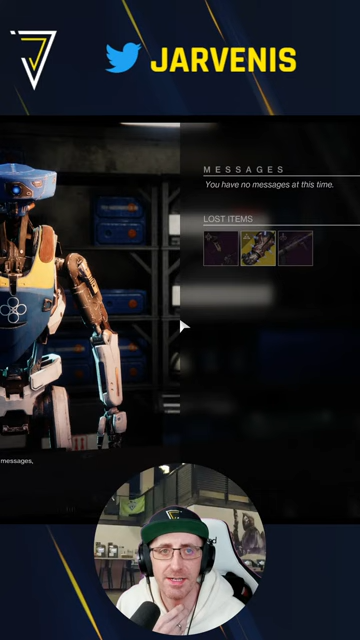 JARVENIS
MESSAGES
You have no messages at this time.
LOST ITEMS
messages,